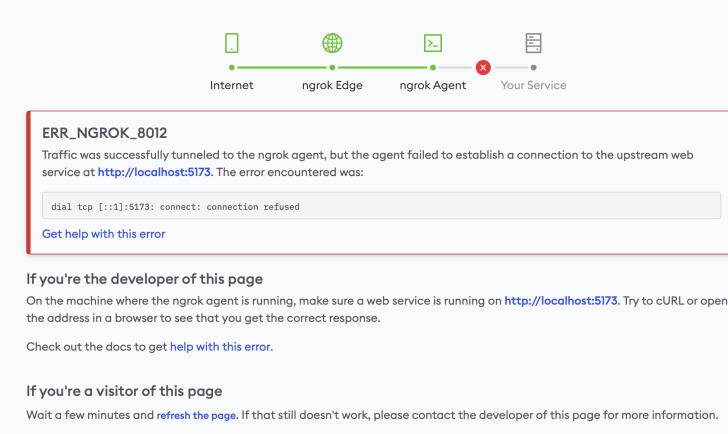 Internet ngrok Edge ngrok Agent Your Service
ERR_NGROK_8012
Traffic was successfully tunneled to the ngrok agent, but the agent failed to establish a connection to the upstream web
service at http://localhost:5173. The error encountered was:
dial tcp [::1]:5173: connect: connection refused
Get help with this error
If you're the developer of this page
On the machine where the ngrok agent is running, make sure a web service is running on http://localhost:5173. Try to cURL or open
the address in a browser to see that you get the correct response.
Check out the docs to get help with this error.
If you're a visitor of this page
Wait a few minutes and refresh the page. If that still doesn't work, please contact the developer of this page for more information.